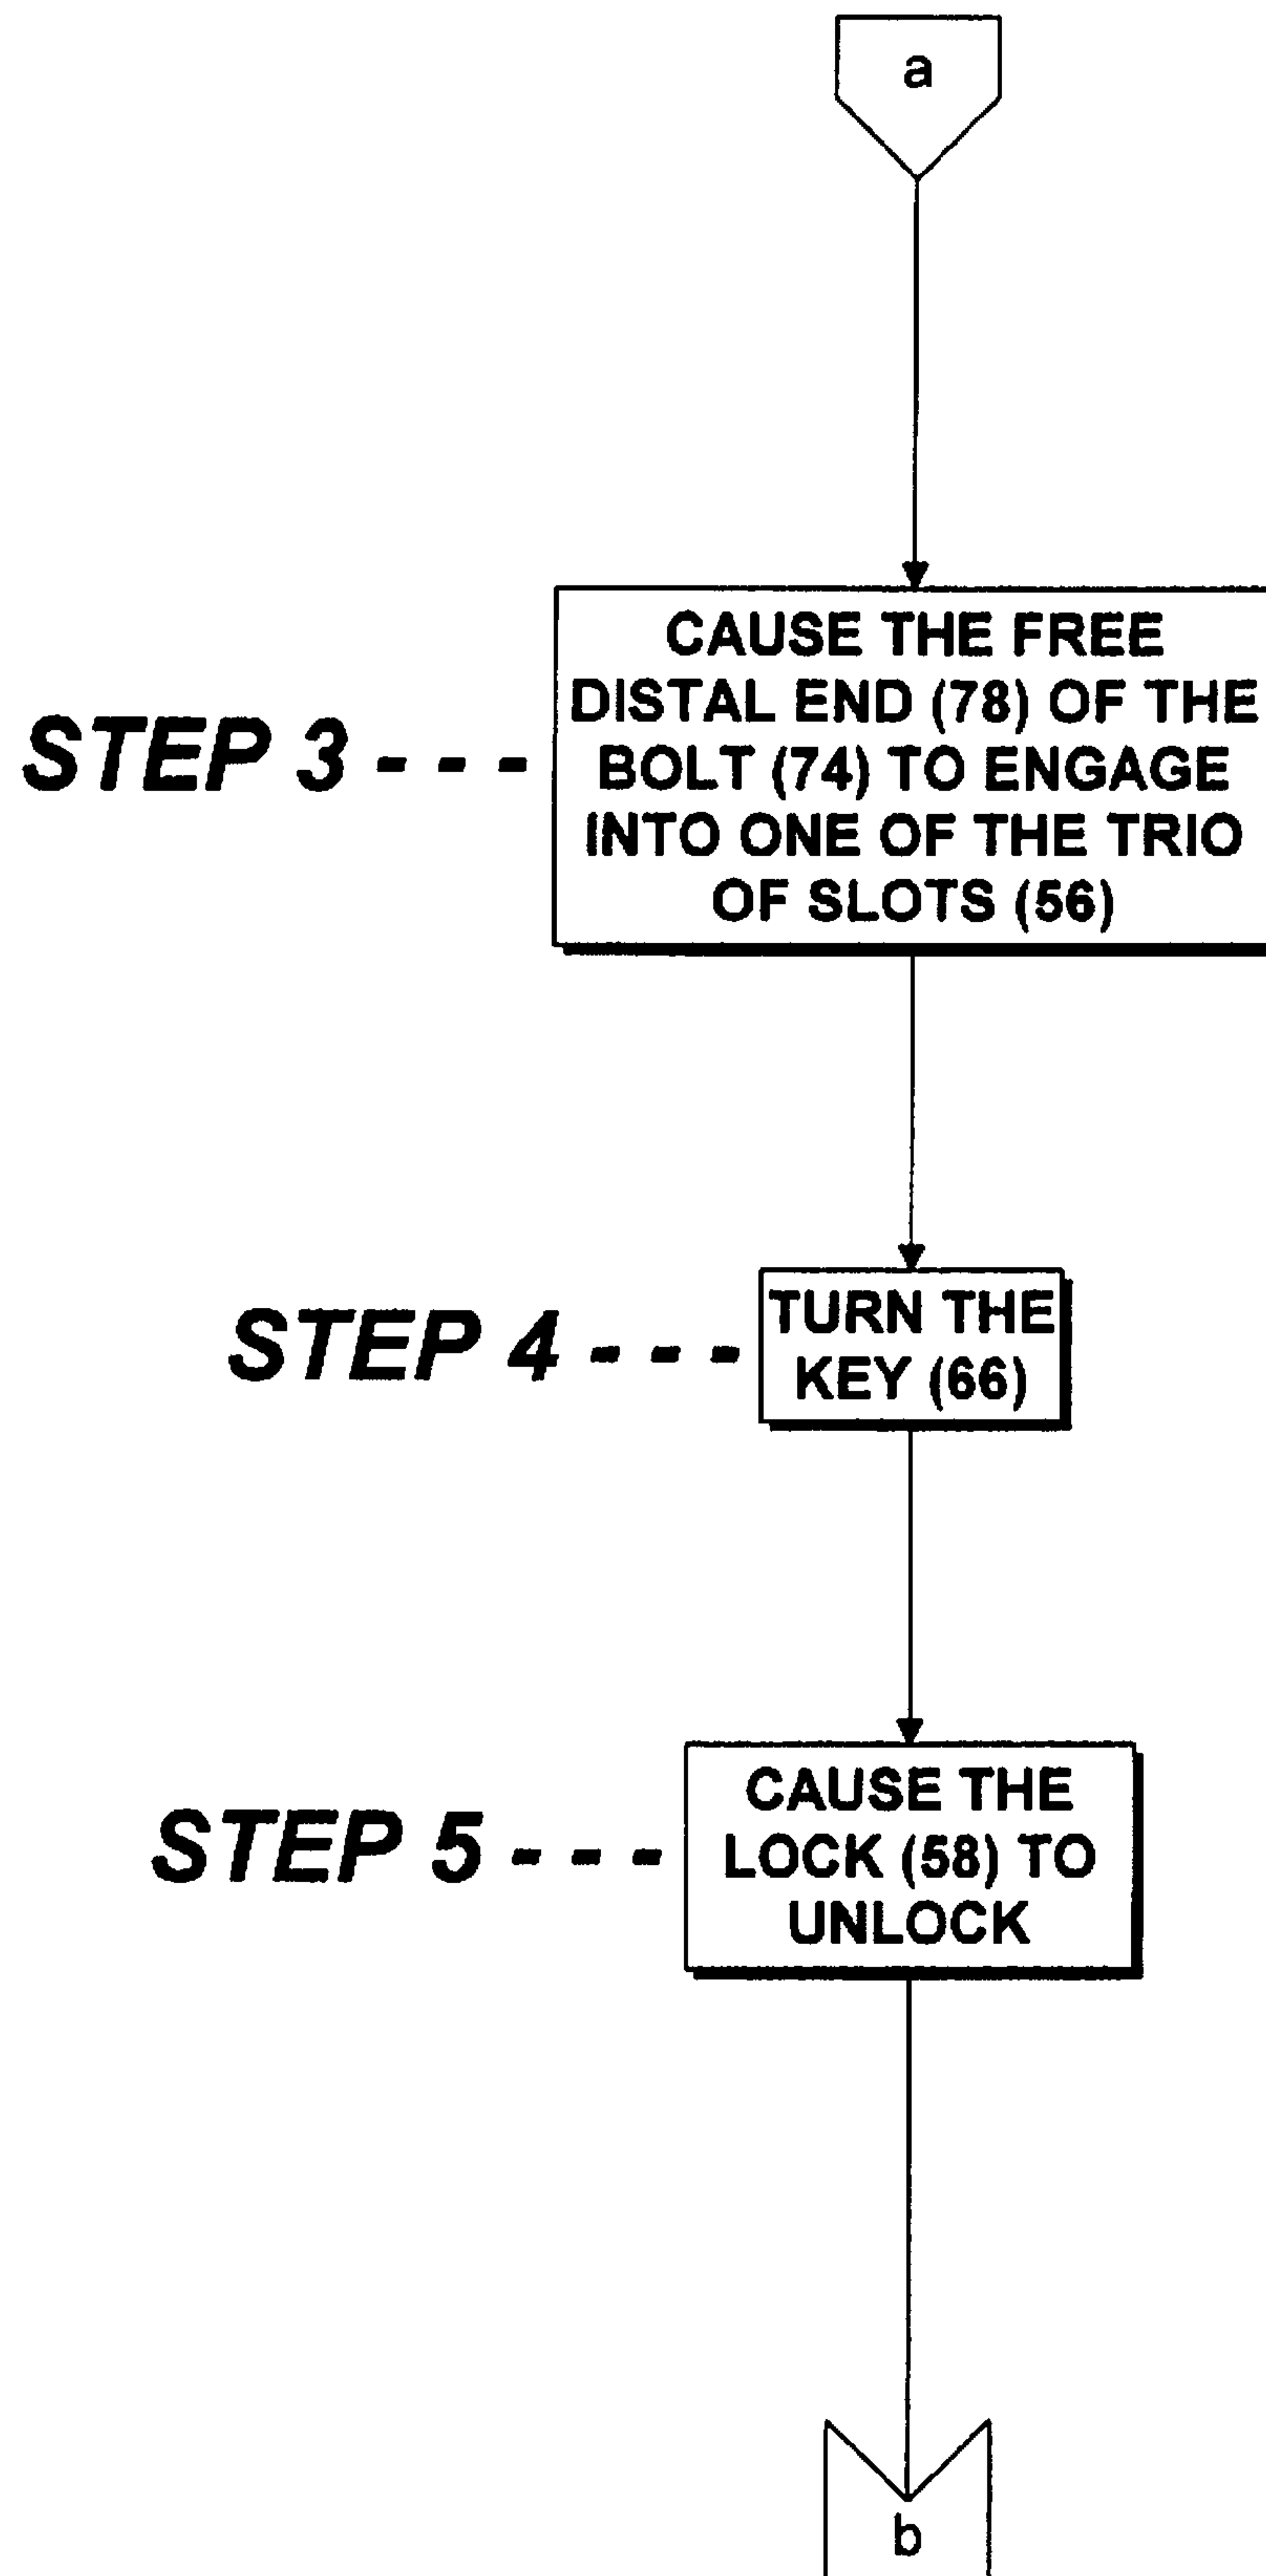 a
STEP 3 - - -
CAUSE THE FREE
DISTAL END (78) OF THE
BOLT (74) TO ENGAGE
INTO ONE OF THE TRIO
OF SLOTS (56)
STEP 4 - - -
TURN THE
KEY (66)
STEP 5 - - -
CAUSE THE
LOCK (58) TO
UNLOCK
b